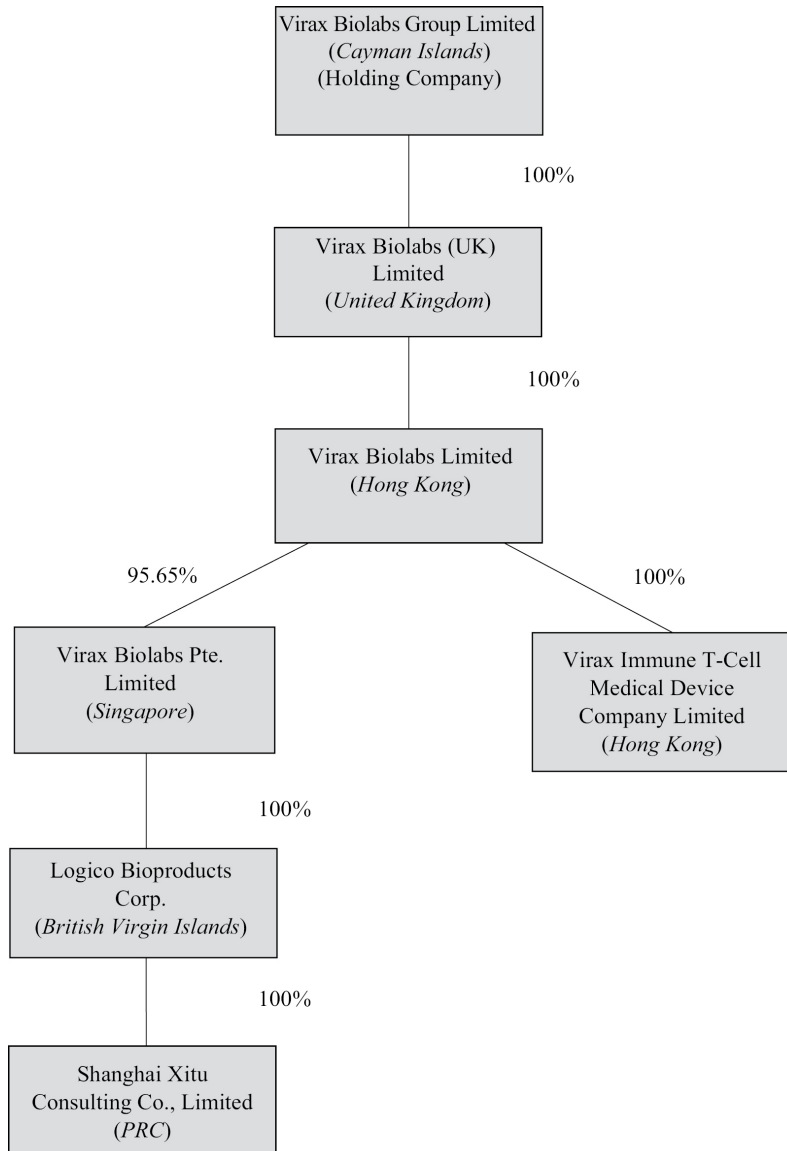 Virax Biolabs Group Limited
(Cayman Islands)
(Holding Company)
100%
Virax Biolabs (UK)
Limited
(United Kingdom)
100%
Virax Biolabs Limited
(Hong Kong)
95.65%
100%
Virax Biolabs Pte.
Limited
(Singapore)
Virax Immune T-Cell
Medical Device
Company Limited
(Hong Kong)
100%
Logico Bioproducts
Corp.
(British Virgin Islands)
100%
Shanghai Xitu
Consulting Co., Limited
(PRC)